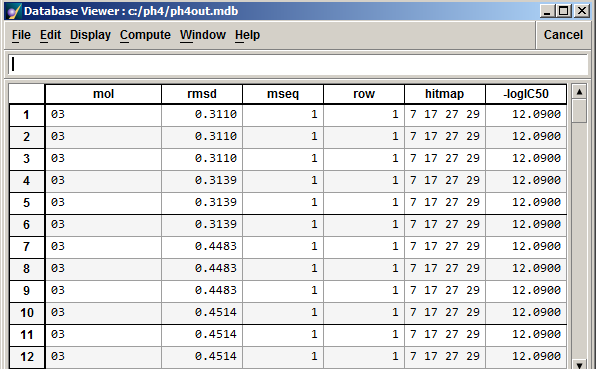 Database Viewer : c:/ph4/ph4out.mdb
File Edit Display Compute Window Help Cancel
mol rmsd mseq row hitmap -logIC50
1 03 0.3110 1 1 7 17 27 29 12.0900
2 03 0.3110 1 1 7 17 27 29 12.0900
3 03 0.3110 1 1 7 17 27 29 12.0900
4 03 0.3139 1 1 7 17 27 29 12.0900
5 03 0.3139 1 1 7 17 27 29 12.0900
6 03 0.3139 1 1 7 17 27 29 12.0900
7 03 0.4483 1 1 7 17 27 29 12.0900
8 03 0.4483 1 1 7 17 27 29 12.0900
9 03 0.4483 1 1 7 17 27 29 12.0900
10 03 0.4514 1 1 7 17 27 29 12.0900
11 03 0.4514 1 1 7 17 27 29 12.0900
12 03 0.4514 1 1 7 17 27 29 12.0900